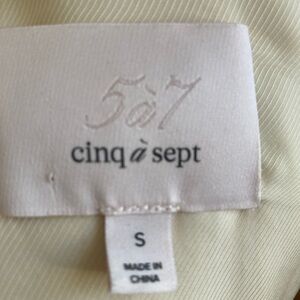 5à7
cinq à sept
S
MADE IN
CHINA